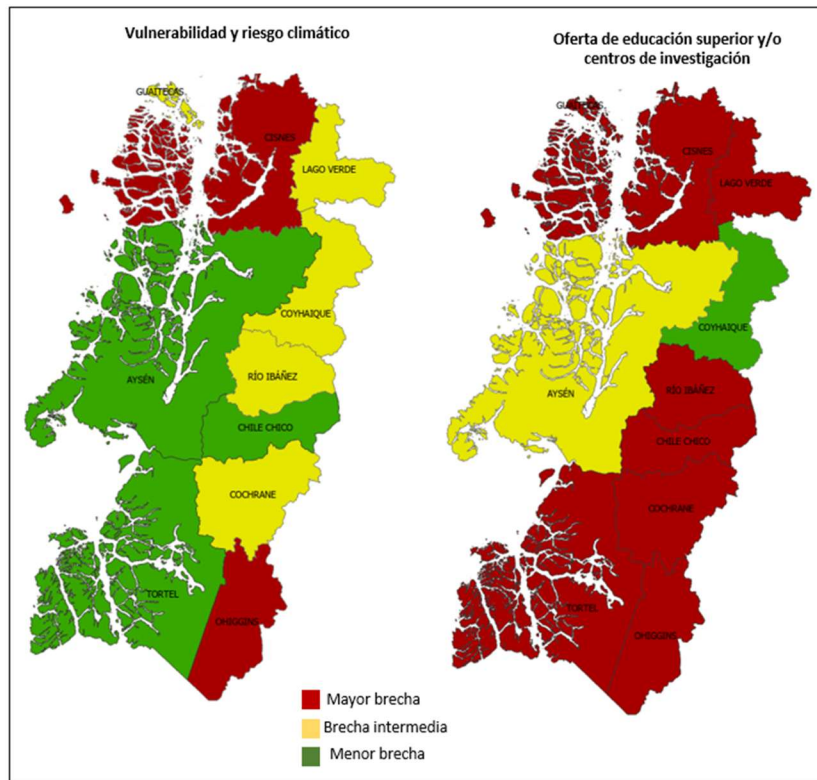 Vulnerabilidad y riesgo climático
Oferta de educación superior y/o
centros de investigación
GUAITECAS
CISNES
LAGO VERDE
COYHAIQUE
RÍO IBÁÑEZ
AYSÉN
CHILE CHICO
COCHRANE
TORTEL
OHIGGINS
GUAITECAS
CISNES
LAGO VERDE
COYHAIQUE
RÍO IBÁÑEZ
AYSÉN
CHILE CHICO
COCHRANE
TORTEL
OHIGGINS
Mayor brecha
Brecha intermedia
Menor brecha